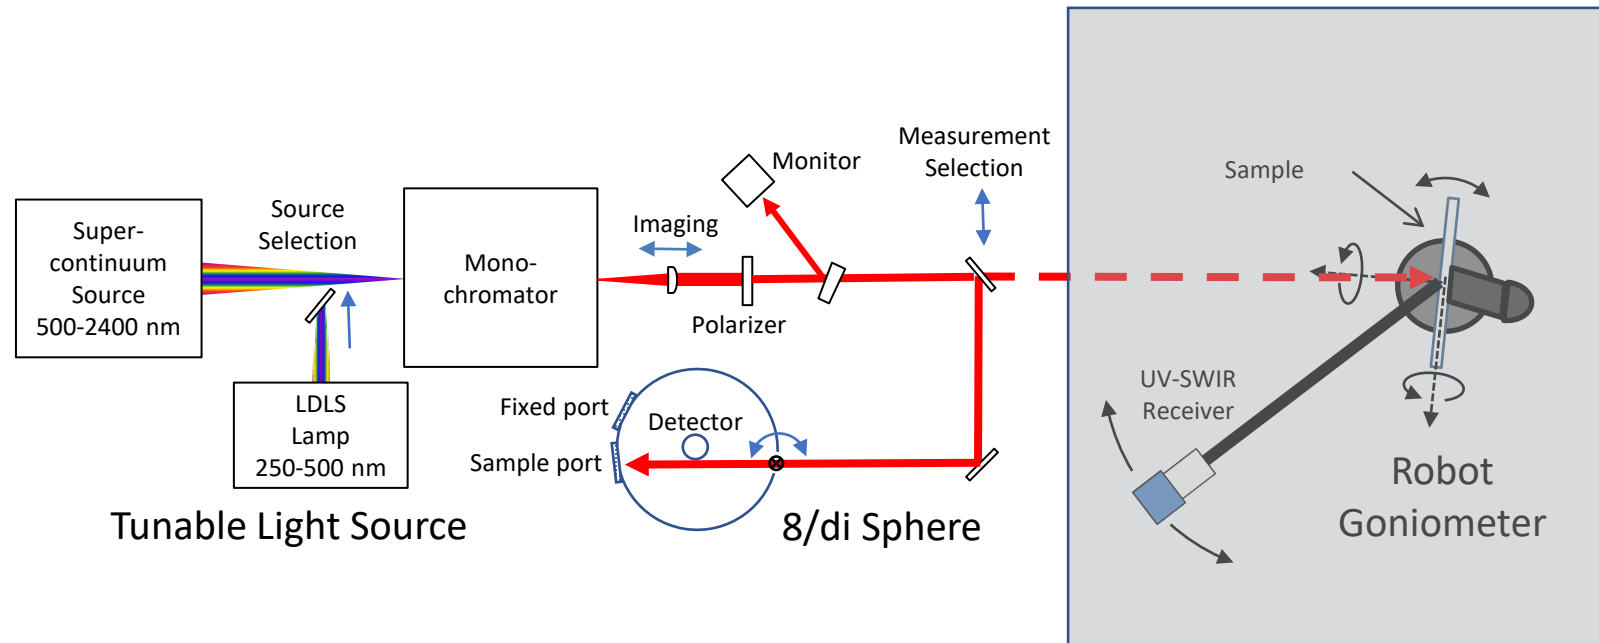 Super-
continuum
Source
500-2400 nm
Source
Selection
LDLS
Lamp
250-500 nm
Tunable Light Source
Mono-
chromator
Imaging
Polarizer
Monitor
Measurement
Selection
Fixed port
Detector
Sample port
8/di Sphere
Sample
UV-SWIR
Receiver
Robot
Goniometer